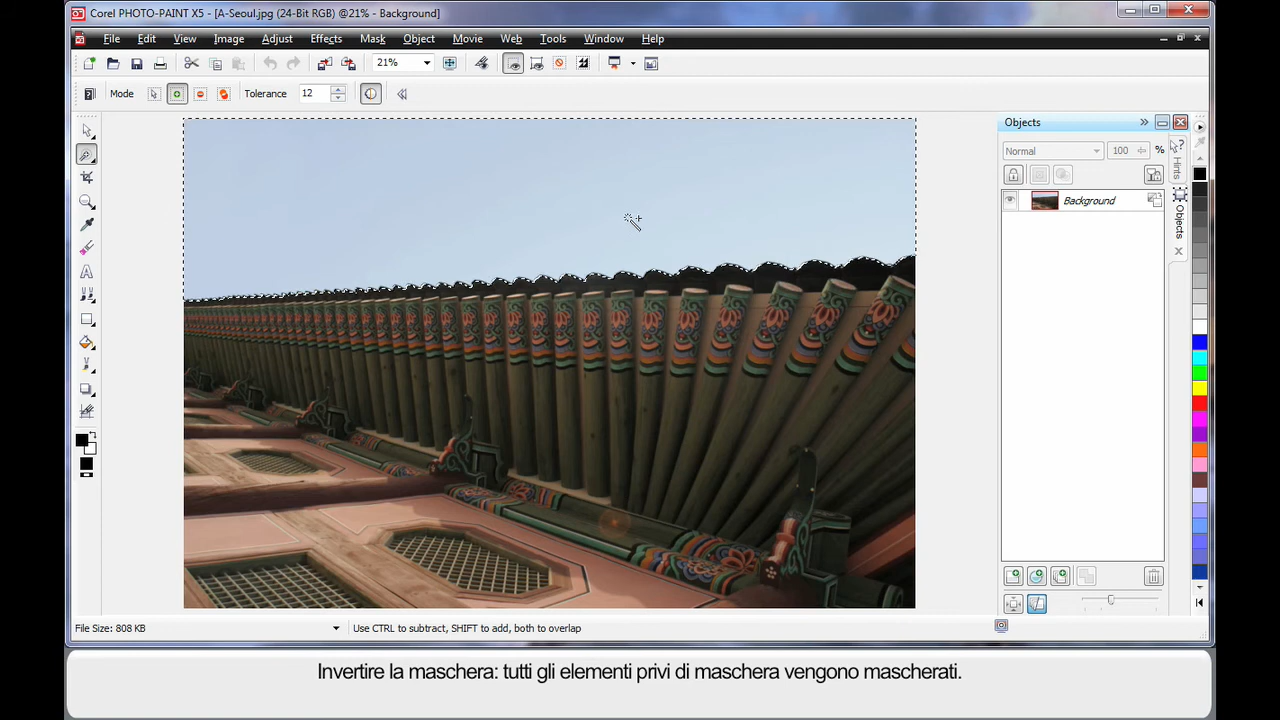 Corel PHOTO-PAINT X5 - [A-Seoul.jpg (24-Bit RGB) @21% - Background]
File Edit View Image Adjust Effects Mask Object Movie Web Tools Window Help
21%
Mode Tolerance 12
Objects
Normal 100 %
Background
Hints
Objects
File Size: 808 KB Use CTRL to subtract, SHIFT to add, both to overlap
Invertire la maschera: tutti gli elementi privi di maschera vengono mascherati.